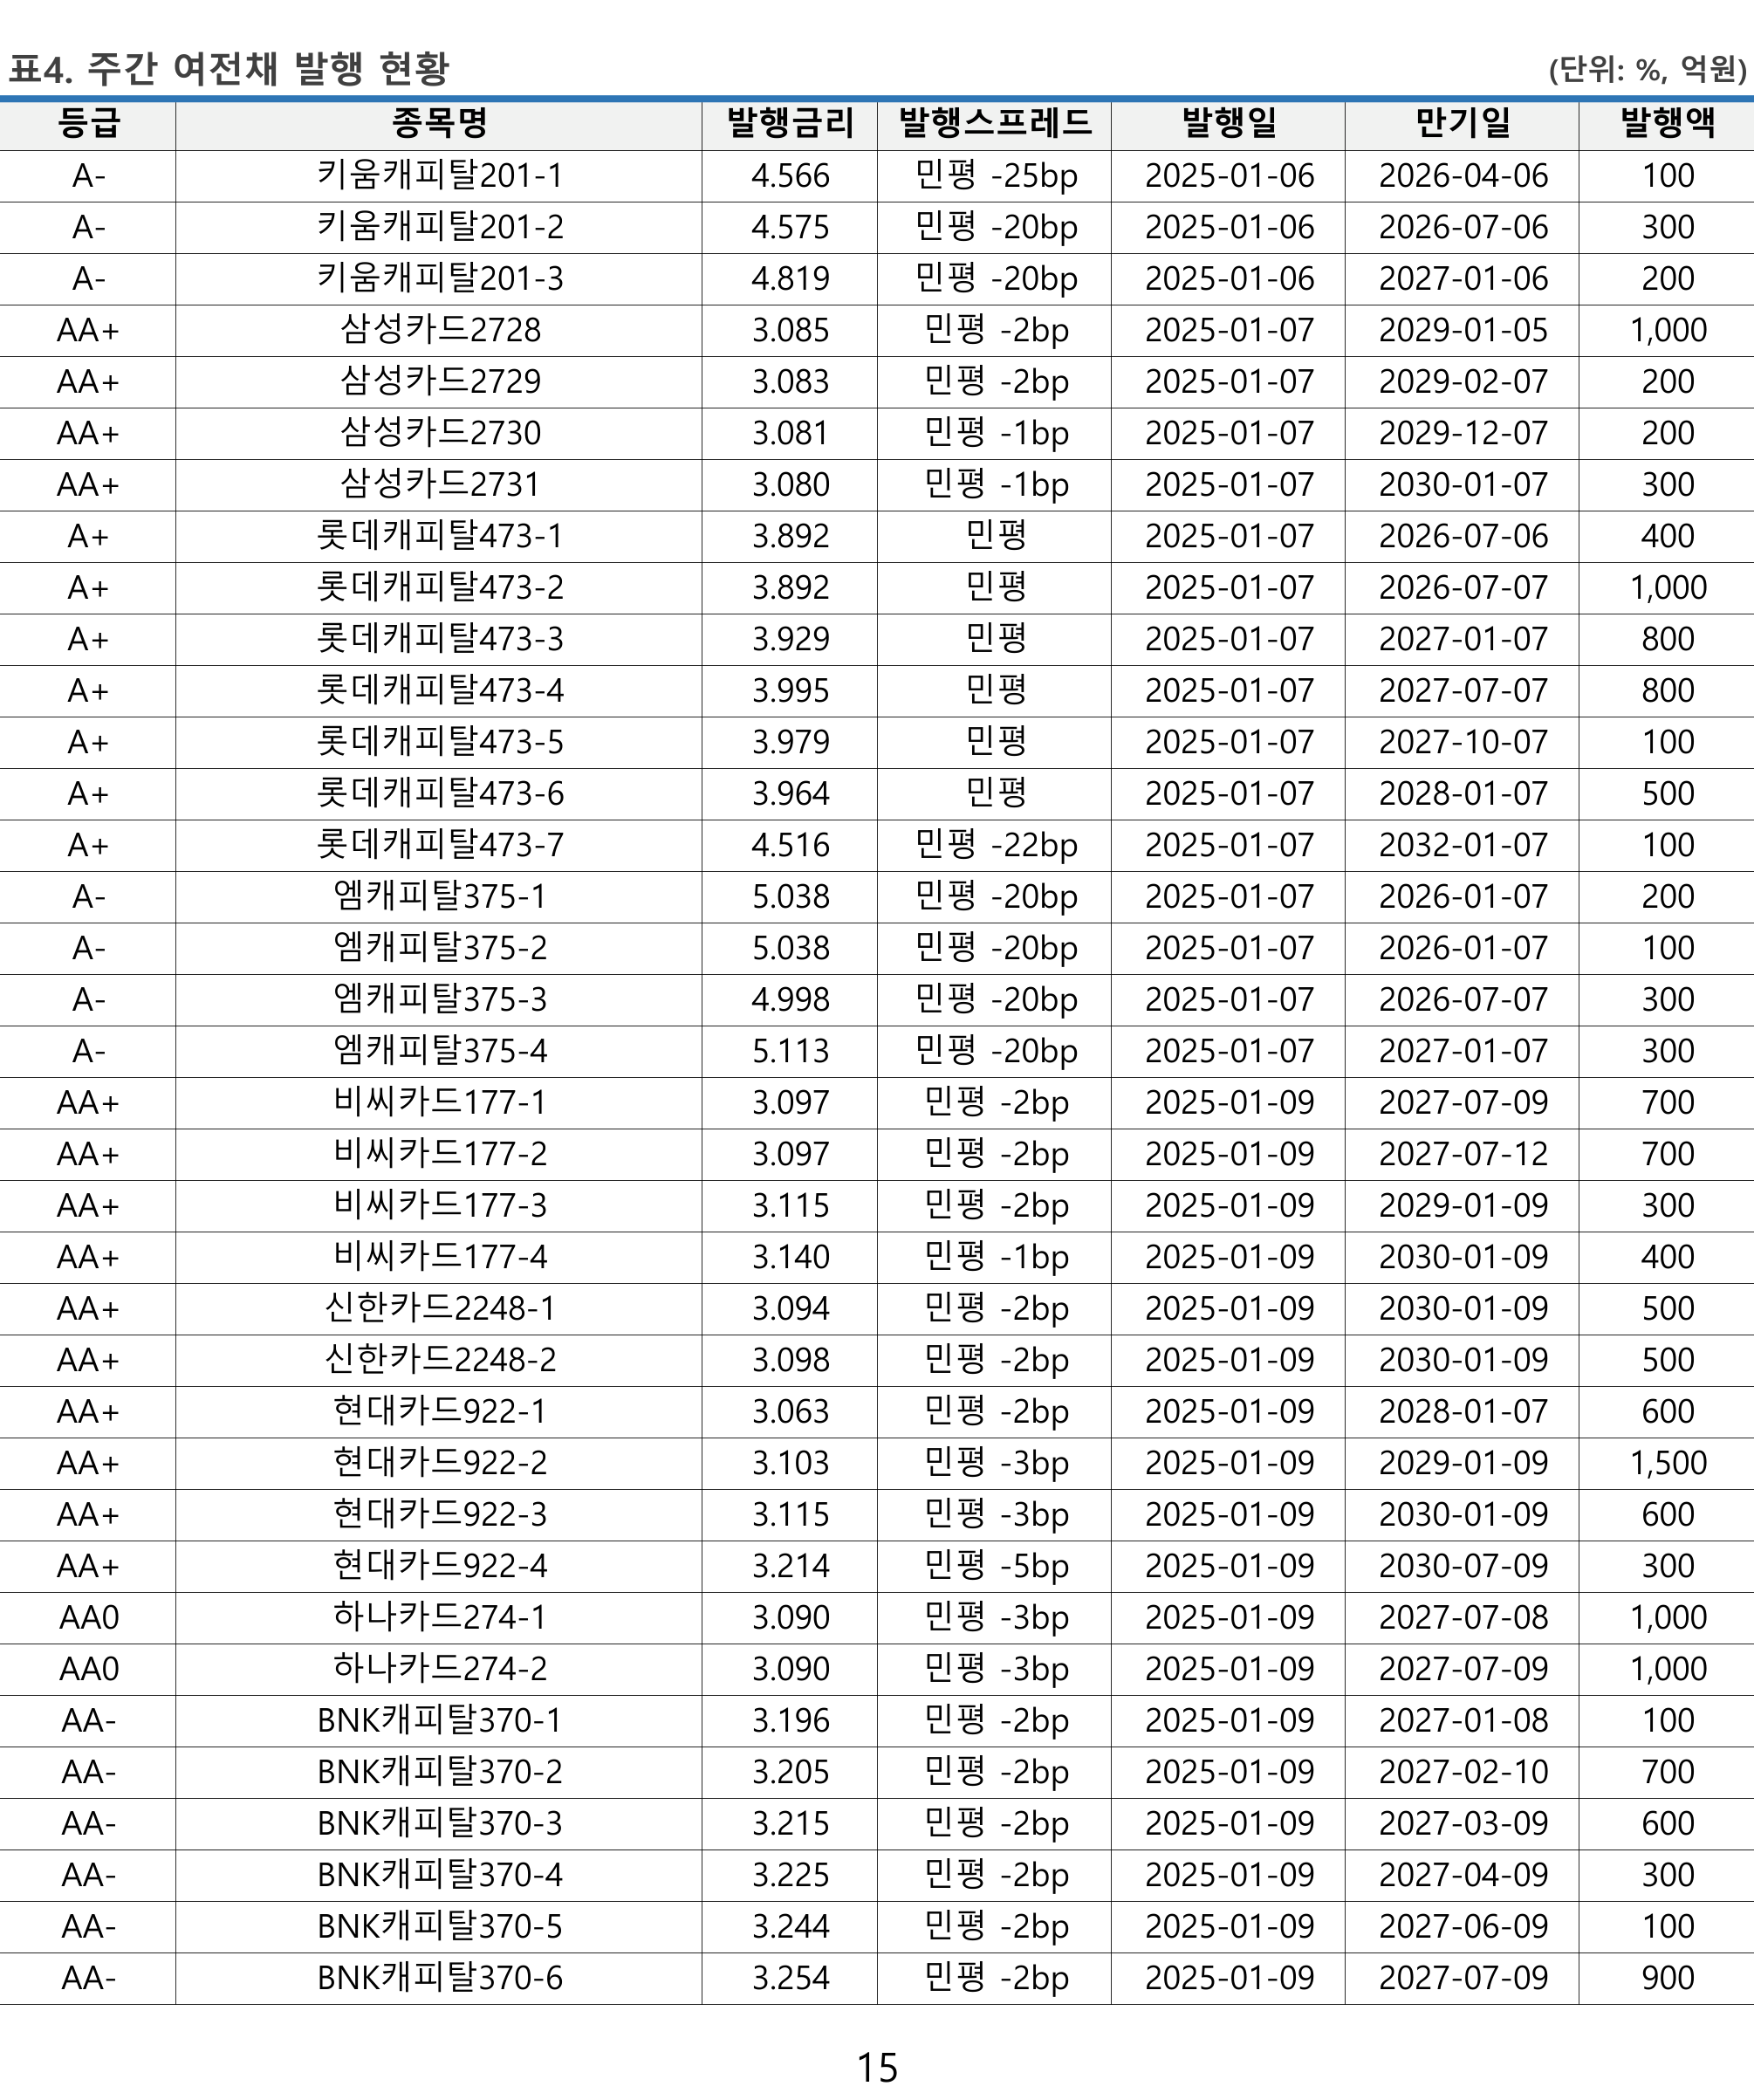 표4. 주간 여전채 발행 현황 (단위: %, 억원)
등급 종목명 발행금리 발행스프레드 발행일 만기일 발행액
A- 키움캐피탈201-1 4.566 민평 -25bp 2025-01-06 2026-04-06 100
A- 키움캐피탈201-2 4.575 민평 -20bp 2025-01-06 2026-07-06 300
A- 키움캐피탈201-3 4.819 민평 -20bp 2025-01-06 2027-01-06 200
AA+ 삼성카드2728 3.085 민평 -2bp 2025-01-07 2029-01-05 1,000
AA+ 삼성카드2729 3.083 민평 -2bp 2025-01-07 2029-02-07 200
AA+ 삼성카드2730 3.081 민평 -1bp 2025-01-07 2029-12-07 200
AA+ 삼성카드2731 3.080 민평 -1bp 2025-01-07 2030-01-07 300
A+ 롯데캐피탈473-1 3.892 민평 2025-01-07 2026-07-06 400
A+ 롯데캐피탈473-2 3.892 민평 2025-01-07 2026-07-07 1,000
A+ 롯데캐피탈473-3 3.929 민평 2025-01-07 2027-01-07 800
A+ 롯데캐피탈473-4 3.995 민평 2025-01-07 2027-07-07 800
A+ 롯데캐피탈473-5 3.979 민평 2025-01-07 2027-10-07 100
A+ 롯데캐피탈473-6 3.964 민평 2025-01-07 2028-01-07 500
A+ 롯데캐피탈473-7 4.516 민평 -22bp 2025-01-07 2032-01-07 100
A- 엠캐피탈375-1 5.038 민평 -20bp 2025-01-07 2026-01-07 200
A- 엠캐피탈375-2 5.038 민평 -20bp 2025-01-07 2026-01-07 100
A- 엠캐피탈375-3 4.998 민평 -20bp 2025-01-07 2026-07-07 300
A- 엠캐피탈375-4 5.113 민평 -20bp 2025-01-07 2027-01-07 300
AA+ 비씨카드177-1 3.097 민평 -2bp 2025-01-09 2027-07-09 700
AA+ 비씨카드177-2 3.097 민평 -2bp 2025-01-09 2027-07-12 700
AA+ 비씨카드177-3 3.115 민평 -2bp 2025-01-09 2029-01-09 300
AA+ 비씨카드177-4 3.140 민평 -1bp 2025-01-09 2030-01-09 400
AA+ 신한카드2248-1 3.094 민평 -2bp 2025-01-09 2030-01-09 500
AA+ 신한카드2248-2 3.098 민평 -2bp 2025-01-09 2030-01-09 500
AA+ 현대카드922-1 3.063 민평 -2bp 2025-01-09 2028-01-07 600
AA+ 현대카드922-2 3.103 민평 -3bp 2025-01-09 2029-01-09 1,500
AA+ 현대카드922-3 3.115 민평 -3bp 2025-01-09 2030-01-09 600
AA+ 현대카드922-4 3.214 민평 -5bp 2025-01-09 2030-07-09 300
AA0 하나카드274-1 3.090 민평 -3bp 2025-01-09 2027-07-08 1,000
AA0 하나카드274-2 3.090 민평 -3bp 2025-01-09 2027-07-09 1,000
AA- BNK캐피탈370-1 3.196 민평 -2bp 2025-01-09 2027-01-08 100
AA- BNK캐피탈370-2 3.205 민평 -2bp 2025-01-09 2027-02-10 700
AA- BNK캐피탈370-3 3.215 민평 -2bp 2025-01-09 2027-03-09 600
AA- BNK캐피탈370-4 3.225 민평 -2bp 2025-01-09 2027-04-09 300
AA- BNK캐피탈370-5 3.244 민평 -2bp 2025-01-09 2027-06-09 100
AA- BNK캐피탈370-6 3.254 민평 -2bp 2025-01-09 2027-07-09 900
15